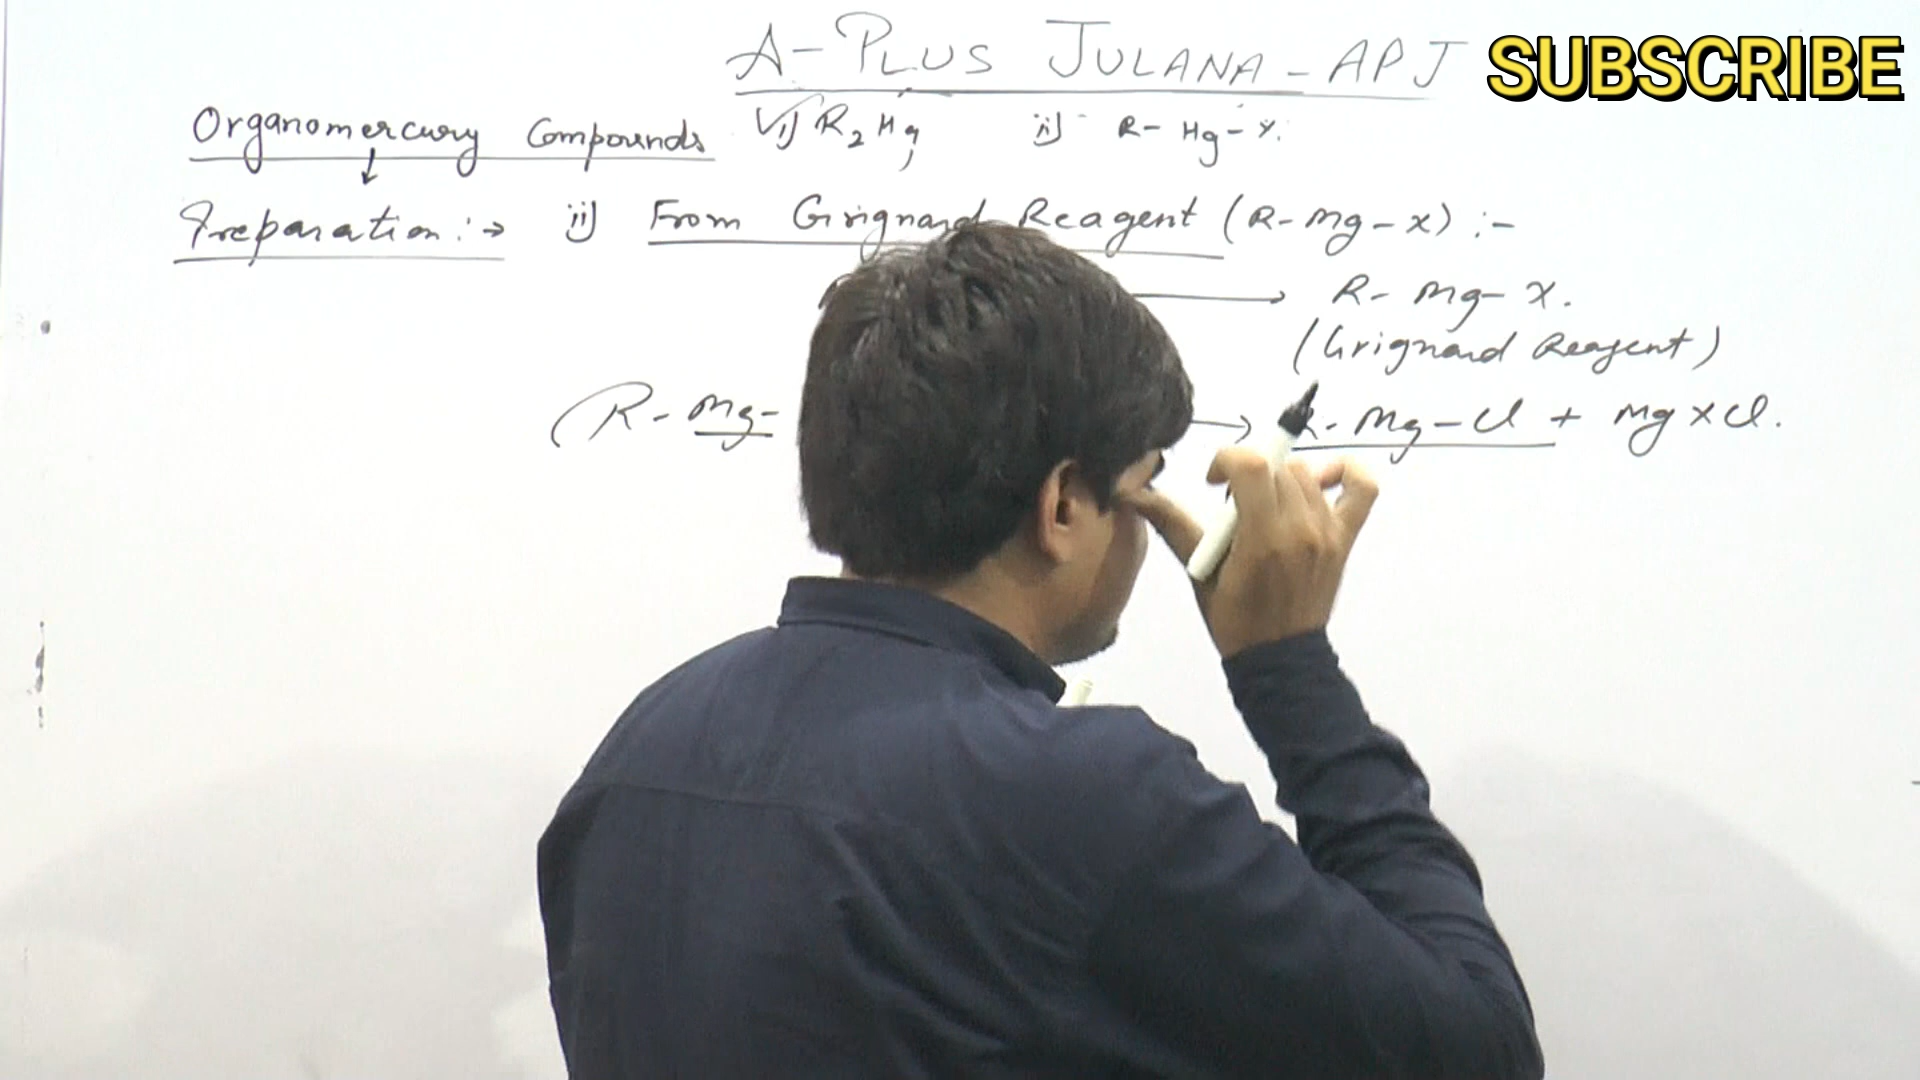 A-PLUS JULANA-APJ
SUBSCRIBE
Organomercury Compounds i) R2Hg, ii) R-Hg-X.
Preparation:→ ii) From Grignard Reagent (R-Mg-X):-
→ R-Mg-X.
(Grignard Reagent)
R-Mg- → R-Mg-Cl + MgXCl.